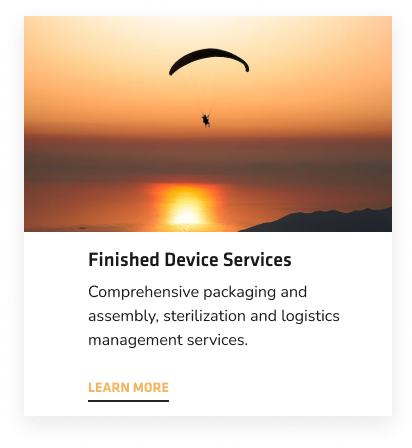 Finished Device Services
Comprehensive packaging and
assembly, sterilization and logistics
management services.
LEARN MORE